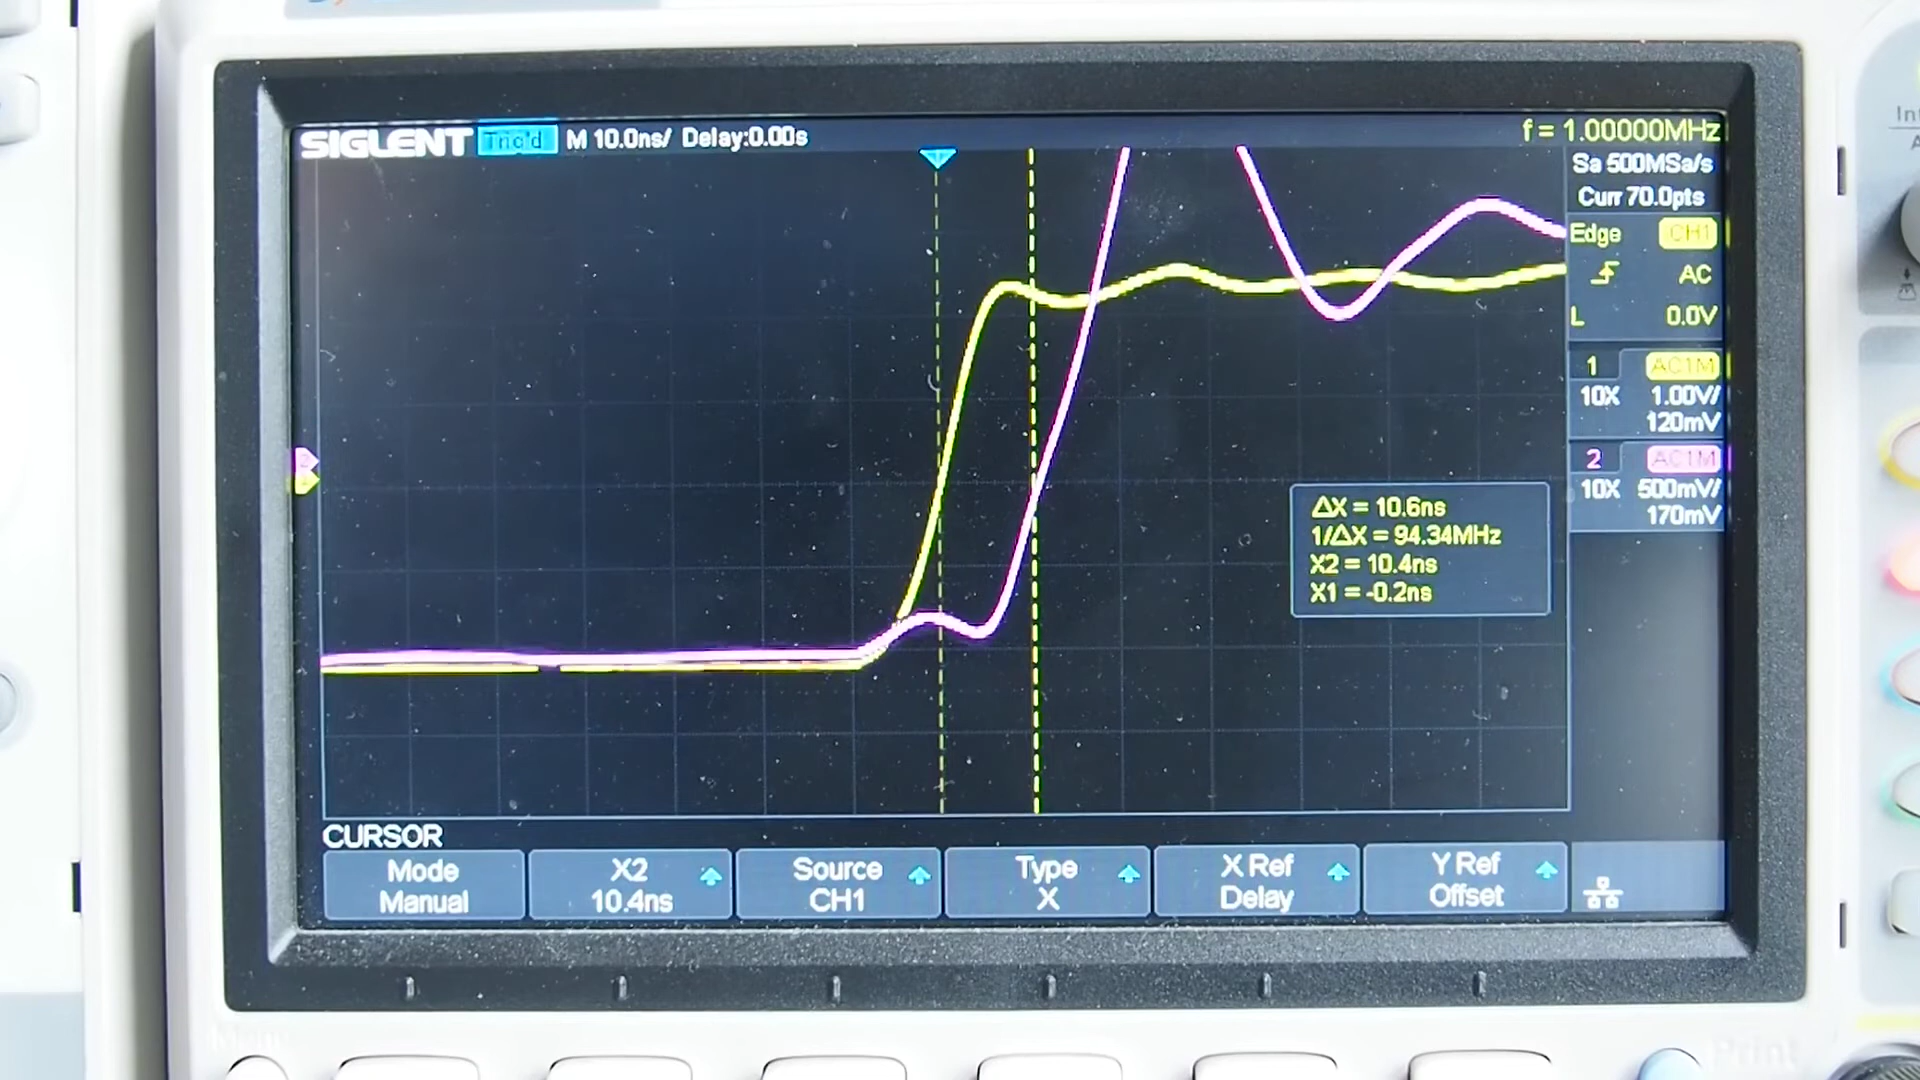 SIGLENT Trig'd M 10.0ns/ Delay:0.00s
f = 1.00000MHz
Sa 500MSa/s
Curr 70.0pts
Edge CH1
AC
L 0.0V
1 AC1M
10X 1.00V/
120mV
2 AC1M
10X 500mV/
170mV
ΔX = 10.6ns
1/ΔX = 94.34MHz
X2 = 10.4ns
X1 = -0.2ns
CURSOR
Mode
Manual
X2
10.4ns
Source
CH1
Type
X
X Ref
Delay
Y Ref
Offset
Menu
Print